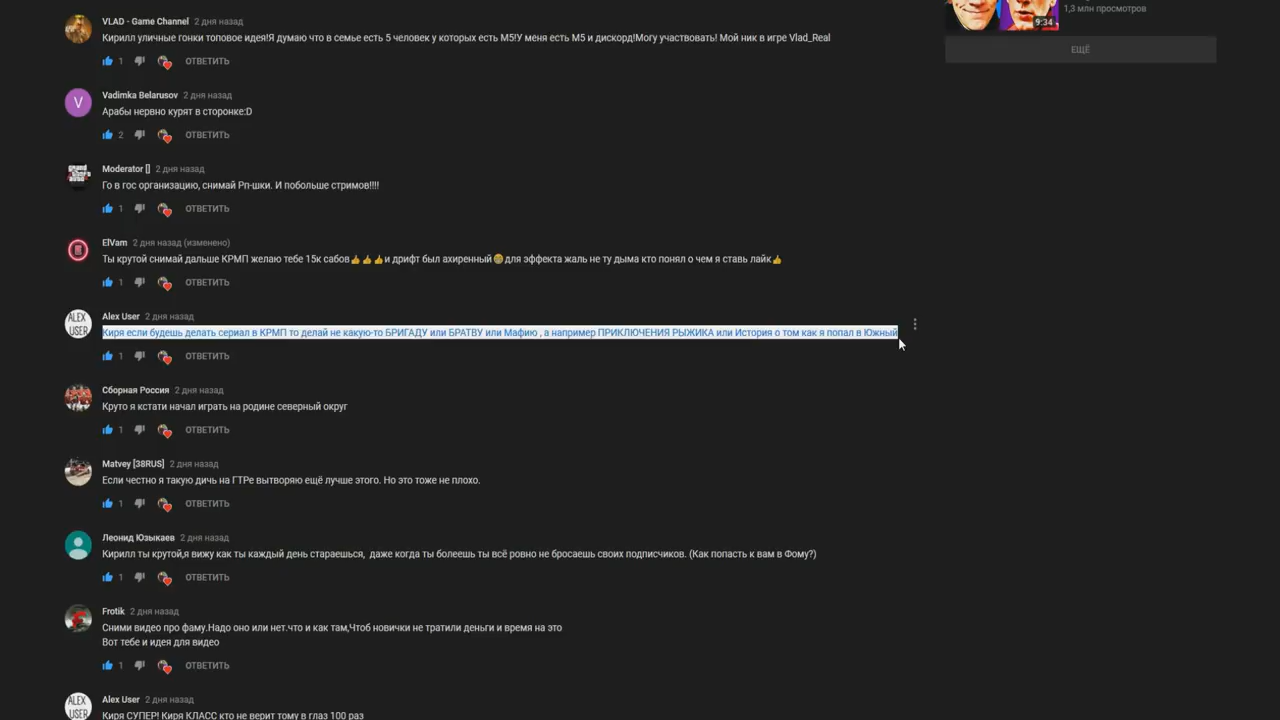 1,3 млн просмотров
9:34
ЕЩЁ
VLAD - Game Channel 2 дня назад
Кирилл уличные гонки топовое идея!Я думаю что в семье есть 5 человек у которых есть М5!У меня есть М5 и дискорд!Могу участвовать! Мой ник в игре Vlad_Real
1 ОТВЕТИТЬ
V
Vadimka Belarusov 2 дня назад
Арабы нервно курят в сторонке:D
2 ОТВЕТИТЬ
Moderator [] 2 дня назад
Го в гос организацию, снимай Рп-шки. И побольше стримов!!!!
1 ОТВЕТИТЬ
ElVam 2 дня назад (изменено)
Ты крутой снимай дальше КРМП желаю тебе 15к сабов👍👍👍и дрифт был ахиренный🤓для эффекта жаль не ту дыма кто понял о чем я ставь лайк👍
1 ОТВЕТИТЬ
ALEX
USER
Alex User 2 дня назад
Киря если будешь делать сериал в КРМП то делай не какую-то БРИГАДУ или БРАТВУ или Мафию , а например ПРИКЛЮЧЕНИЯ РЫЖИКА или История о том как я попал в Южный
1 ОТВЕТИТЬ
Сборная Россия 2 дня назад
Круто я кстати начал играть на родине северный округ
1 ОТВЕТИТЬ
Matvey [38RUS] 2 дня назад
Если честно я такую дичь на ГТРе вытворяю ещё лучше этого. Но это тоже не плохо.
1 ОТВЕТИТЬ
Леонид Юзыкаев 2 дня назад
Кирилл ты крутой,я вижу как ты каждый день стараешься,  даже когда ты болеешь ты всё ровно не бросаешь своих подписчиков. (Как попасть к вам в Фому?)
1 ОТВЕТИТЬ
Frotik 2 дня назад
Сними видео про фаму.Надо оно или нет.что и как там,Чтоб новички не тратили деньги и время на это
Вот тебе и идея для видео
1 ОТВЕТИТЬ
ALEX
USER
Alex User 2 дня назад
Киря СУПЕР! Киря КЛАСС кто не верит тому в глаз 100 раз